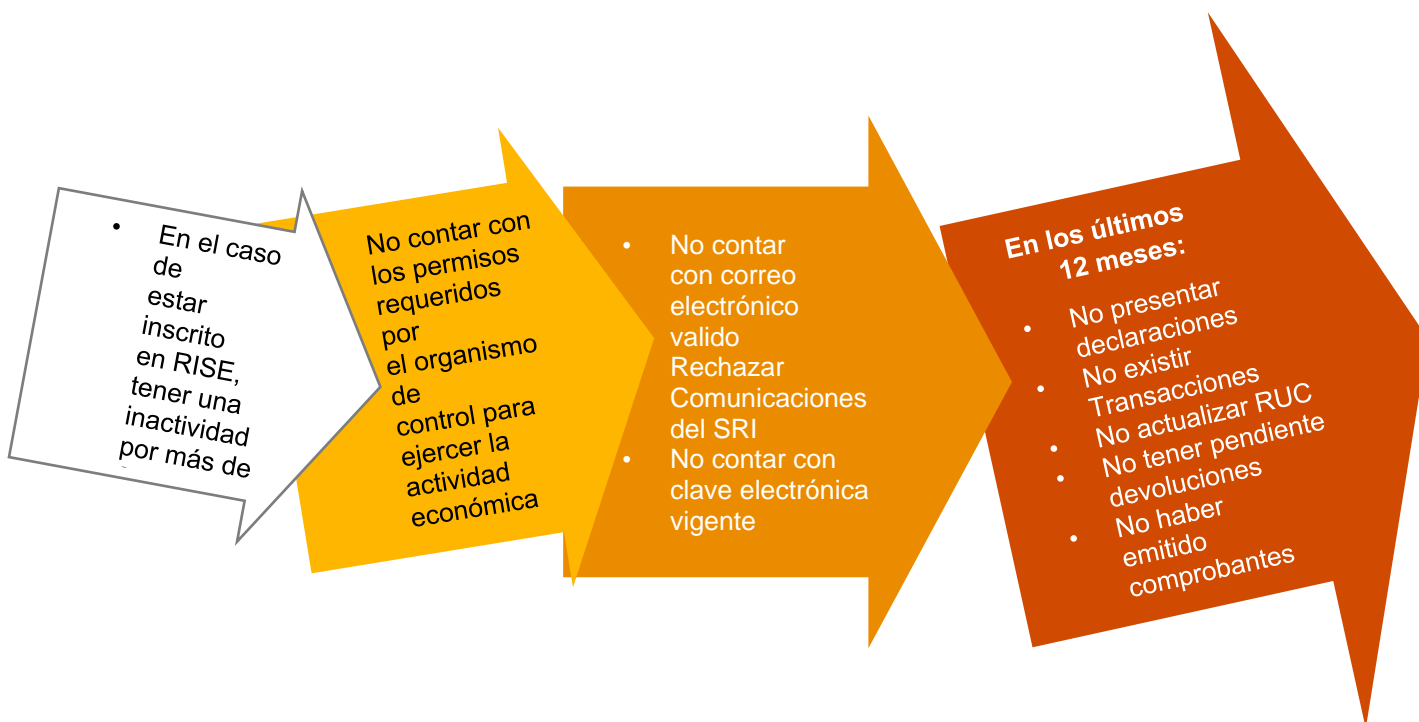 • En el caso
de
estar
inscrito
en RISE,
tener una
inactividad
por más de
No contar con
los permisos
requeridos
por
el organismo
de
control para
ejercer la
actividad
económica
• No contar
con correo
electrónico
valido
Rechazar
Comunicaciones
del SRI
• No contar con
clave electrónica
vigente
En los últimos
12 meses:
• No presentar
declaraciones
• No existir
Transacciones
• No actualizar RUC
• No tener pendiente
devoluciones
• No haber
emitido
comprobantes